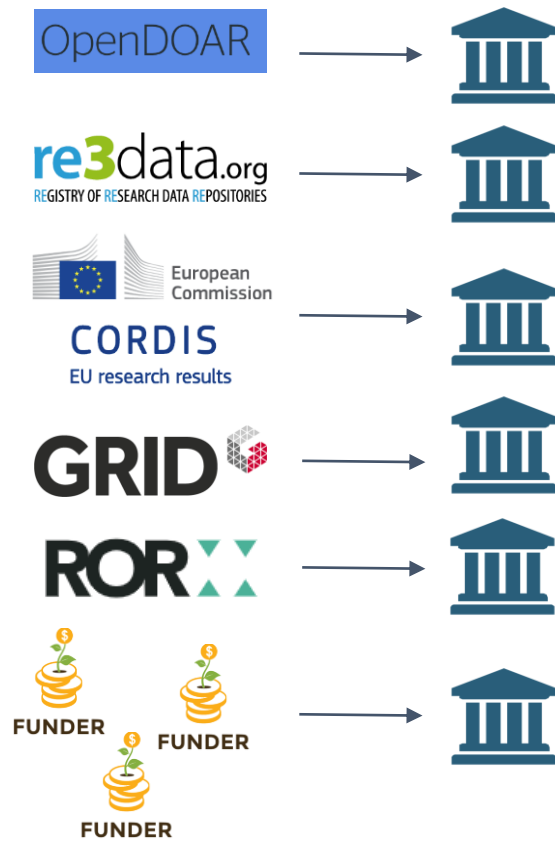 OpenDOAR
re3data.org
REGISTRY OF RESEARCH DATA REPOSITORIES
European
Commission
CORDIS
EU research results
GRID
ROR
$
$
FUNDER
FUNDER
$
FUNDER